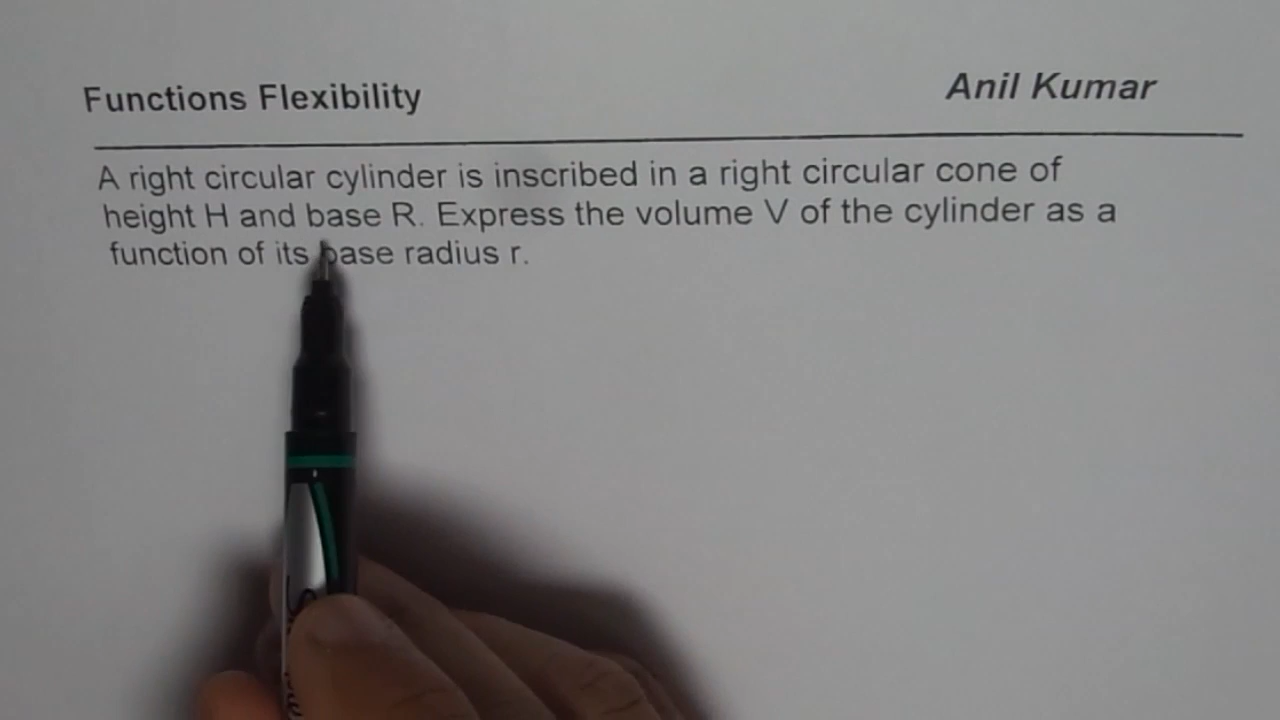 Functions Flexibility
Anil Kumar
A right circular cylinder is inscribed in a right circular cone of
height H and base R. Express the volume V of the cylinder as a
function of its base radius r.